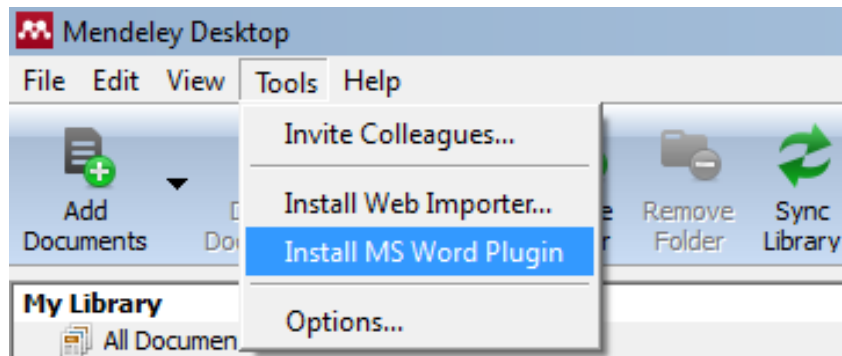 Mendeley Desktop
File Edit View Tools Help
Invite Colleagues...
Install Web Importer...
Install MS Word Plugin
Options...
Add
Documents
Remove
Folder
Sync
Library
My Library
All Documen